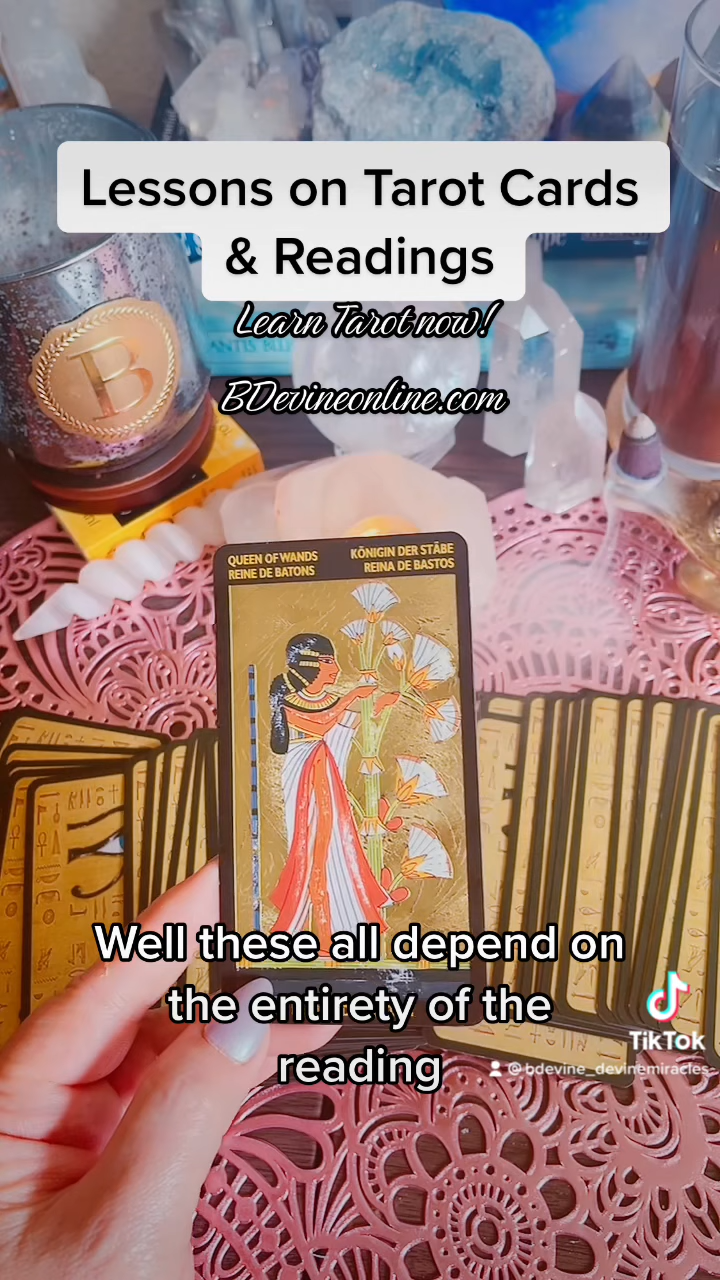 Lessons on Tarot Cards
& Readings
Learn Tarot now!
BDevineonline.com
B
QUEEN OF WANDS KÖNIGIN DER STÄBE
REINE DE BATONS REINA DE BASTOS
Well these all depend on
the entirety of the
reading
TikTok
@bdevine_devinemiracles